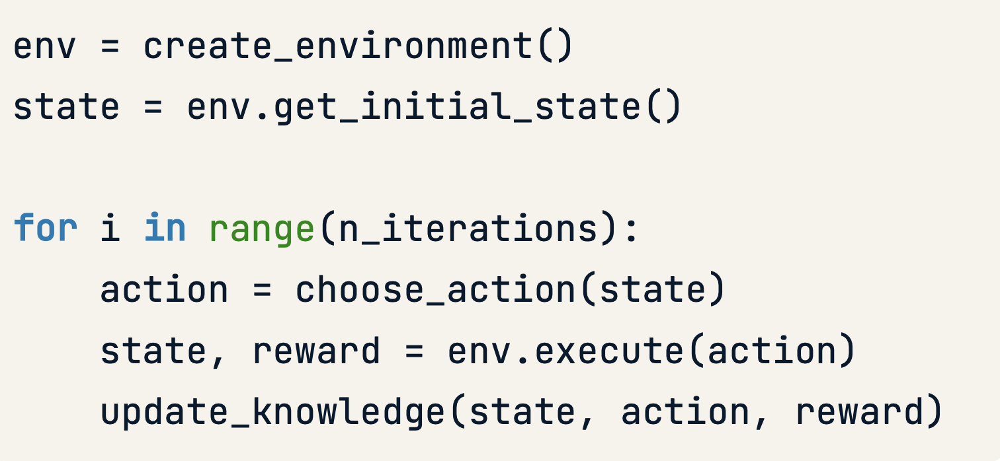 env = create_environment()
state = env.get_initial_state()

for i in range(n_iterations):
    action = choose_action(state)
    state, reward = env.execute(action)
    update_knowledge(state, action, reward)